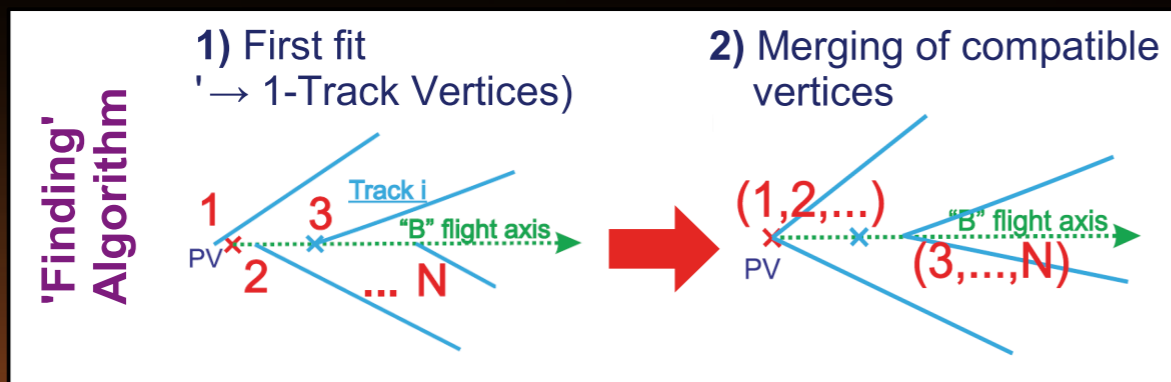 'Finding'
Algorithm
1) First fit
' → 1-Track Vertices)
1
2
3
... N
Track i
"B" flight axis
PV
2) Merging of compatible
vertices
(1,2,...)
"B" flight axis
(3,...,N)
PV